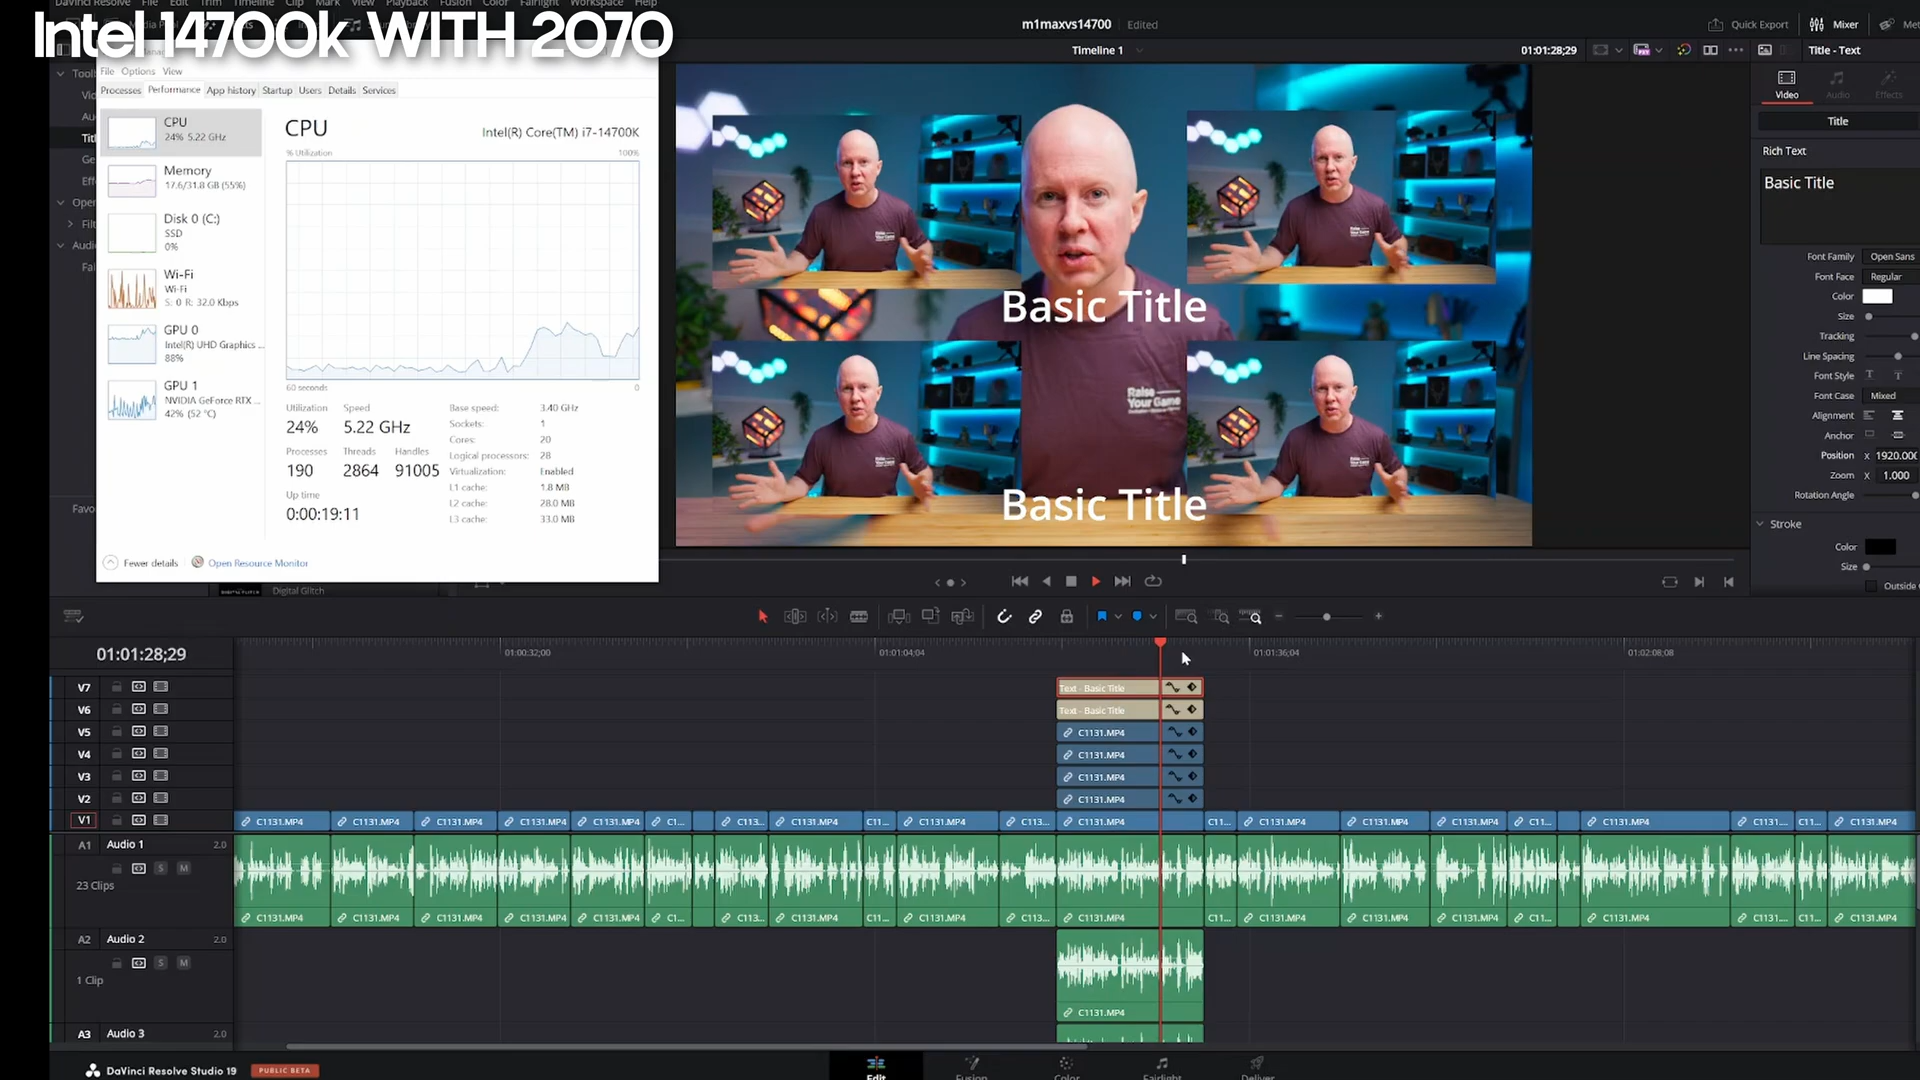 DaVinci Resolve File Edit Trim Timeline Clip Mark View Playback Fusion Color Fairlight Workspace Help
Intel 14700k WITH 2070
m1maxvs14700 Edited
Quick Export Mixer
Timeline 1
01:01:28;29
Title - Text
File Options View
Processes Performance App history Startup Users Details Services
CPU
24% 5.22 GHz
Memory
17.6/31.8 GB (55%)
Disk 0 (C:)
SSD
0%
Wi-Fi
Wi-Fi
S: 0 R: 32.0 Kbps
GPU 0
Intel(R) UHD Graphics ...
88%
GPU 1
NVIDIA GeForce RTX ...
42% (52 °C)
CPU
Intel(R) Core(TM) i7-14700K
% Utilization 100%
60 seconds 0
Utilization Speed
24% 5.22 GHz
Processes Threads Handles
190 2864 91005
Up time
0:00:19:11
Base speed: 3.40 GHz
Sockets: 1
Cores: 20
Logical processors: 28
Virtualization: Enabled
L1 cache: 1.8 MB
L2 cache: 28.0 MB
L3 cache: 33.0 MB
Fewer details Open Resource Monitor
Digital Glitch
Basic Title
Raise
Your Game
Basic Title
Video Audio Effects
Title
Rich Text
Basic Title
Font Family Open Sans
Font Face Regular
Color
Size
Tracking
Line Spacing
Font Style T T
Font Case Mixed
Alignment
Anchor
Position X 1920.000
Zoom X 1.000
Rotation Angle
Stroke
Color
Size
Outside
01:01:28;29
01:00:32;00 01:01:04;04 01:01:36;04 01:02:08;08
V7 Text - Basic Title
V6 Text - Basic Title
V5 C1131.MP4
V4 C1131.MP4
V3 C1131.MP4
V2 C1131.MP4
V1 C1131.MP4 C1131.MP4 C1131.MP4 C1131.MP4 C1131.MP4 C1... C113... C1131.MP4 C11... C1131.MP4 C113... C1131.MP4 C11... C1131.MP4 C1131.MP4 C1131.MP4 C11... C1131.MP4 C1131.... C11... C1131.MP4
A1 Audio 1 2.0
S M
23 Clips
C1131.MP4 C1131.MP4 C1131.MP4 C1131.MP4 C1131.MP4 C1... C113... C1131.MP4 C11... C1131.MP4 C113... C1131.MP4 C11... C1131.MP4 C1131.MP4 C1131.MP4 C11... C1131.MP4 C1131.... C11... C1131.MP4
A2 Audio 2 2.0
S M
1 Clip
C1131.MP4
A3 Audio 3 2.0
DaVinci Resolve Studio 19 PUBLIC BETA
Edit Fusion Color Fairlight Deliver